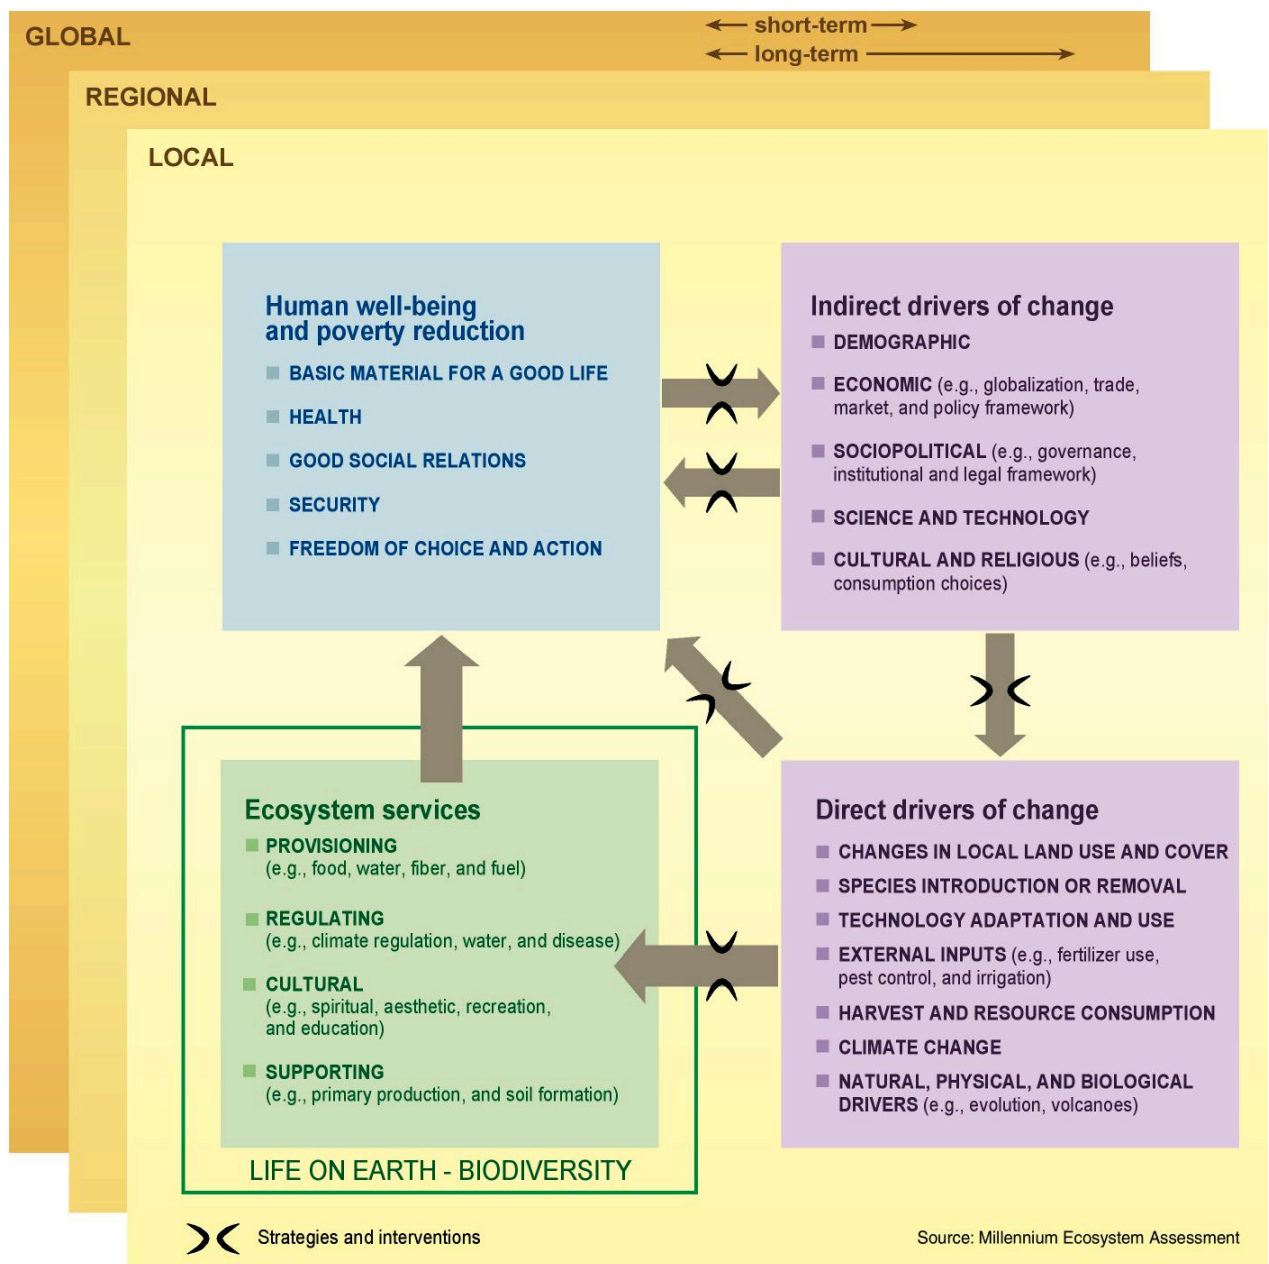 GLOBAL
short-term
long-term
REGIONAL
LOCAL
Human well-being
and poverty reduction
BASIC MATERIAL FOR A GOOD LIFE
HEALTH
GOOD SOCIAL RELATIONS
SECURITY
FREEDOM OF CHOICE AND ACTION
Indirect drivers of change
DEMOGRAPHIC
ECONOMIC (e.g., globalization, trade,
market, and policy framework)
SOCIOPOLITICAL (e.g., governance,
institutional and legal framework)
SCIENCE AND TECHNOLOGY
CULTURAL AND RELIGIOUS (e.g., beliefs,
consumption choices)
Ecosystem services
PROVISIONING
(e.g., food, water, fiber, and fuel)
REGULATING
(e.g., climate regulation, water, and disease)
CULTURAL
(e.g., spiritual, aesthetic, recreation,
and education)
SUPPORTING
(e.g., primary production, and soil formation)
LIFE ON EARTH - BIODIVERSITY
Direct drivers of change
CHANGES IN LOCAL LAND USE AND COVER
SPECIES INTRODUCTION OR REMOVAL
TECHNOLOGY ADAPTATION AND USE
EXTERNAL INPUTS (e.g., fertilizer use,
pest control, and irrigation)
HARVEST AND RESOURCE CONSUMPTION
CLIMATE CHANGE
NATURAL, PHYSICAL, AND BIOLOGICAL
DRIVERS (e.g., evolution, volcanoes)
Strategies and interventions
Source: Millennium Ecosystem Assessment